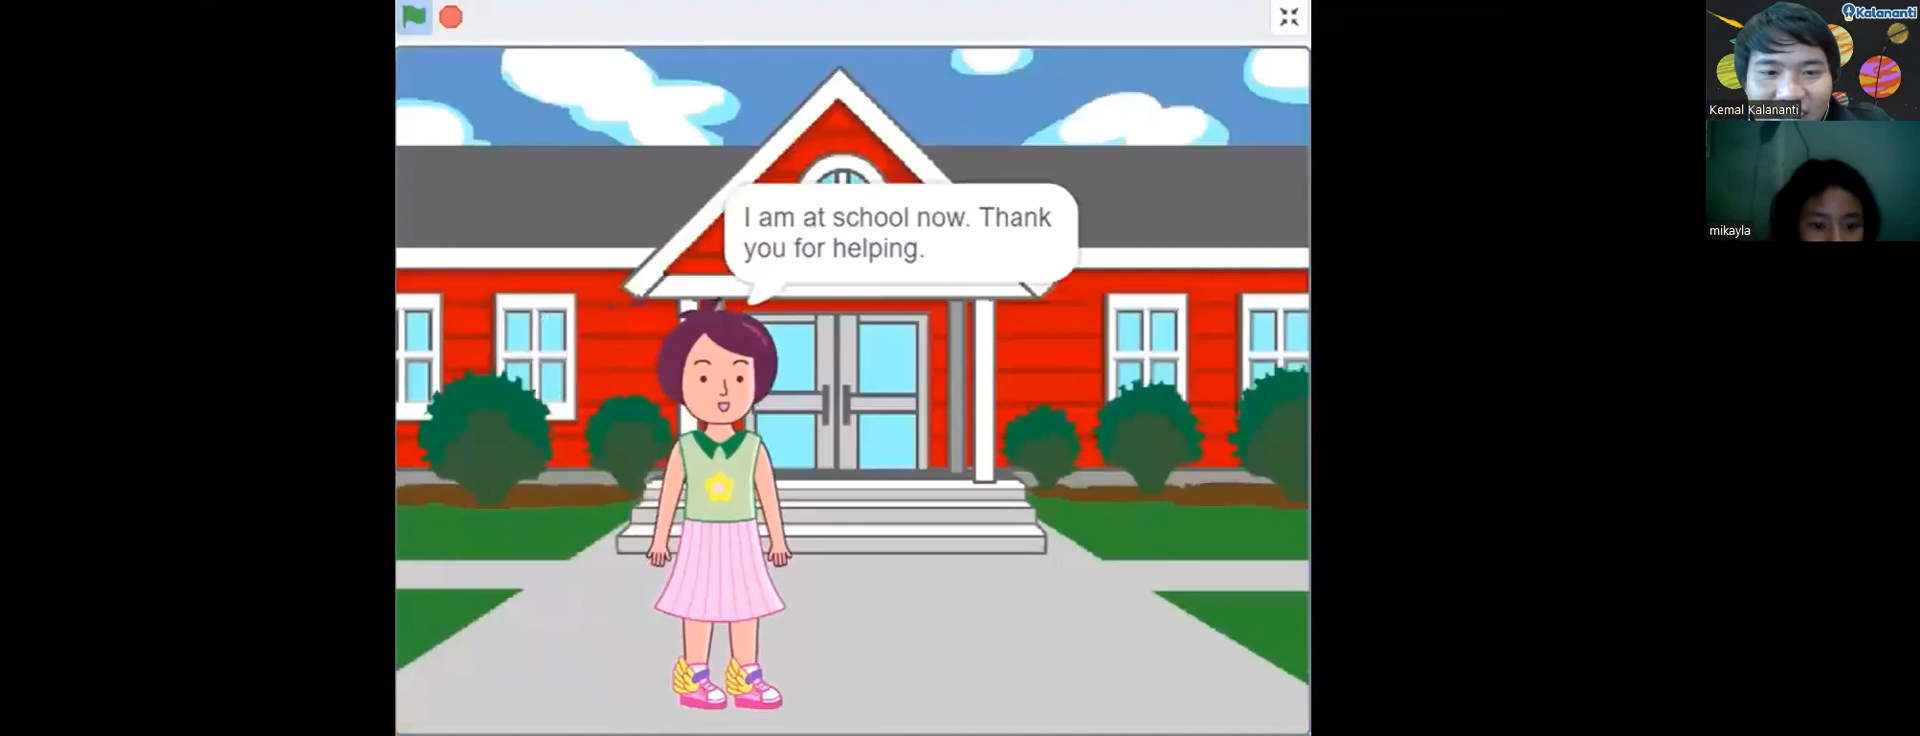 I am at school now. Thank
you for helping.
Kalananti
Kemal Kalananti
mikayla